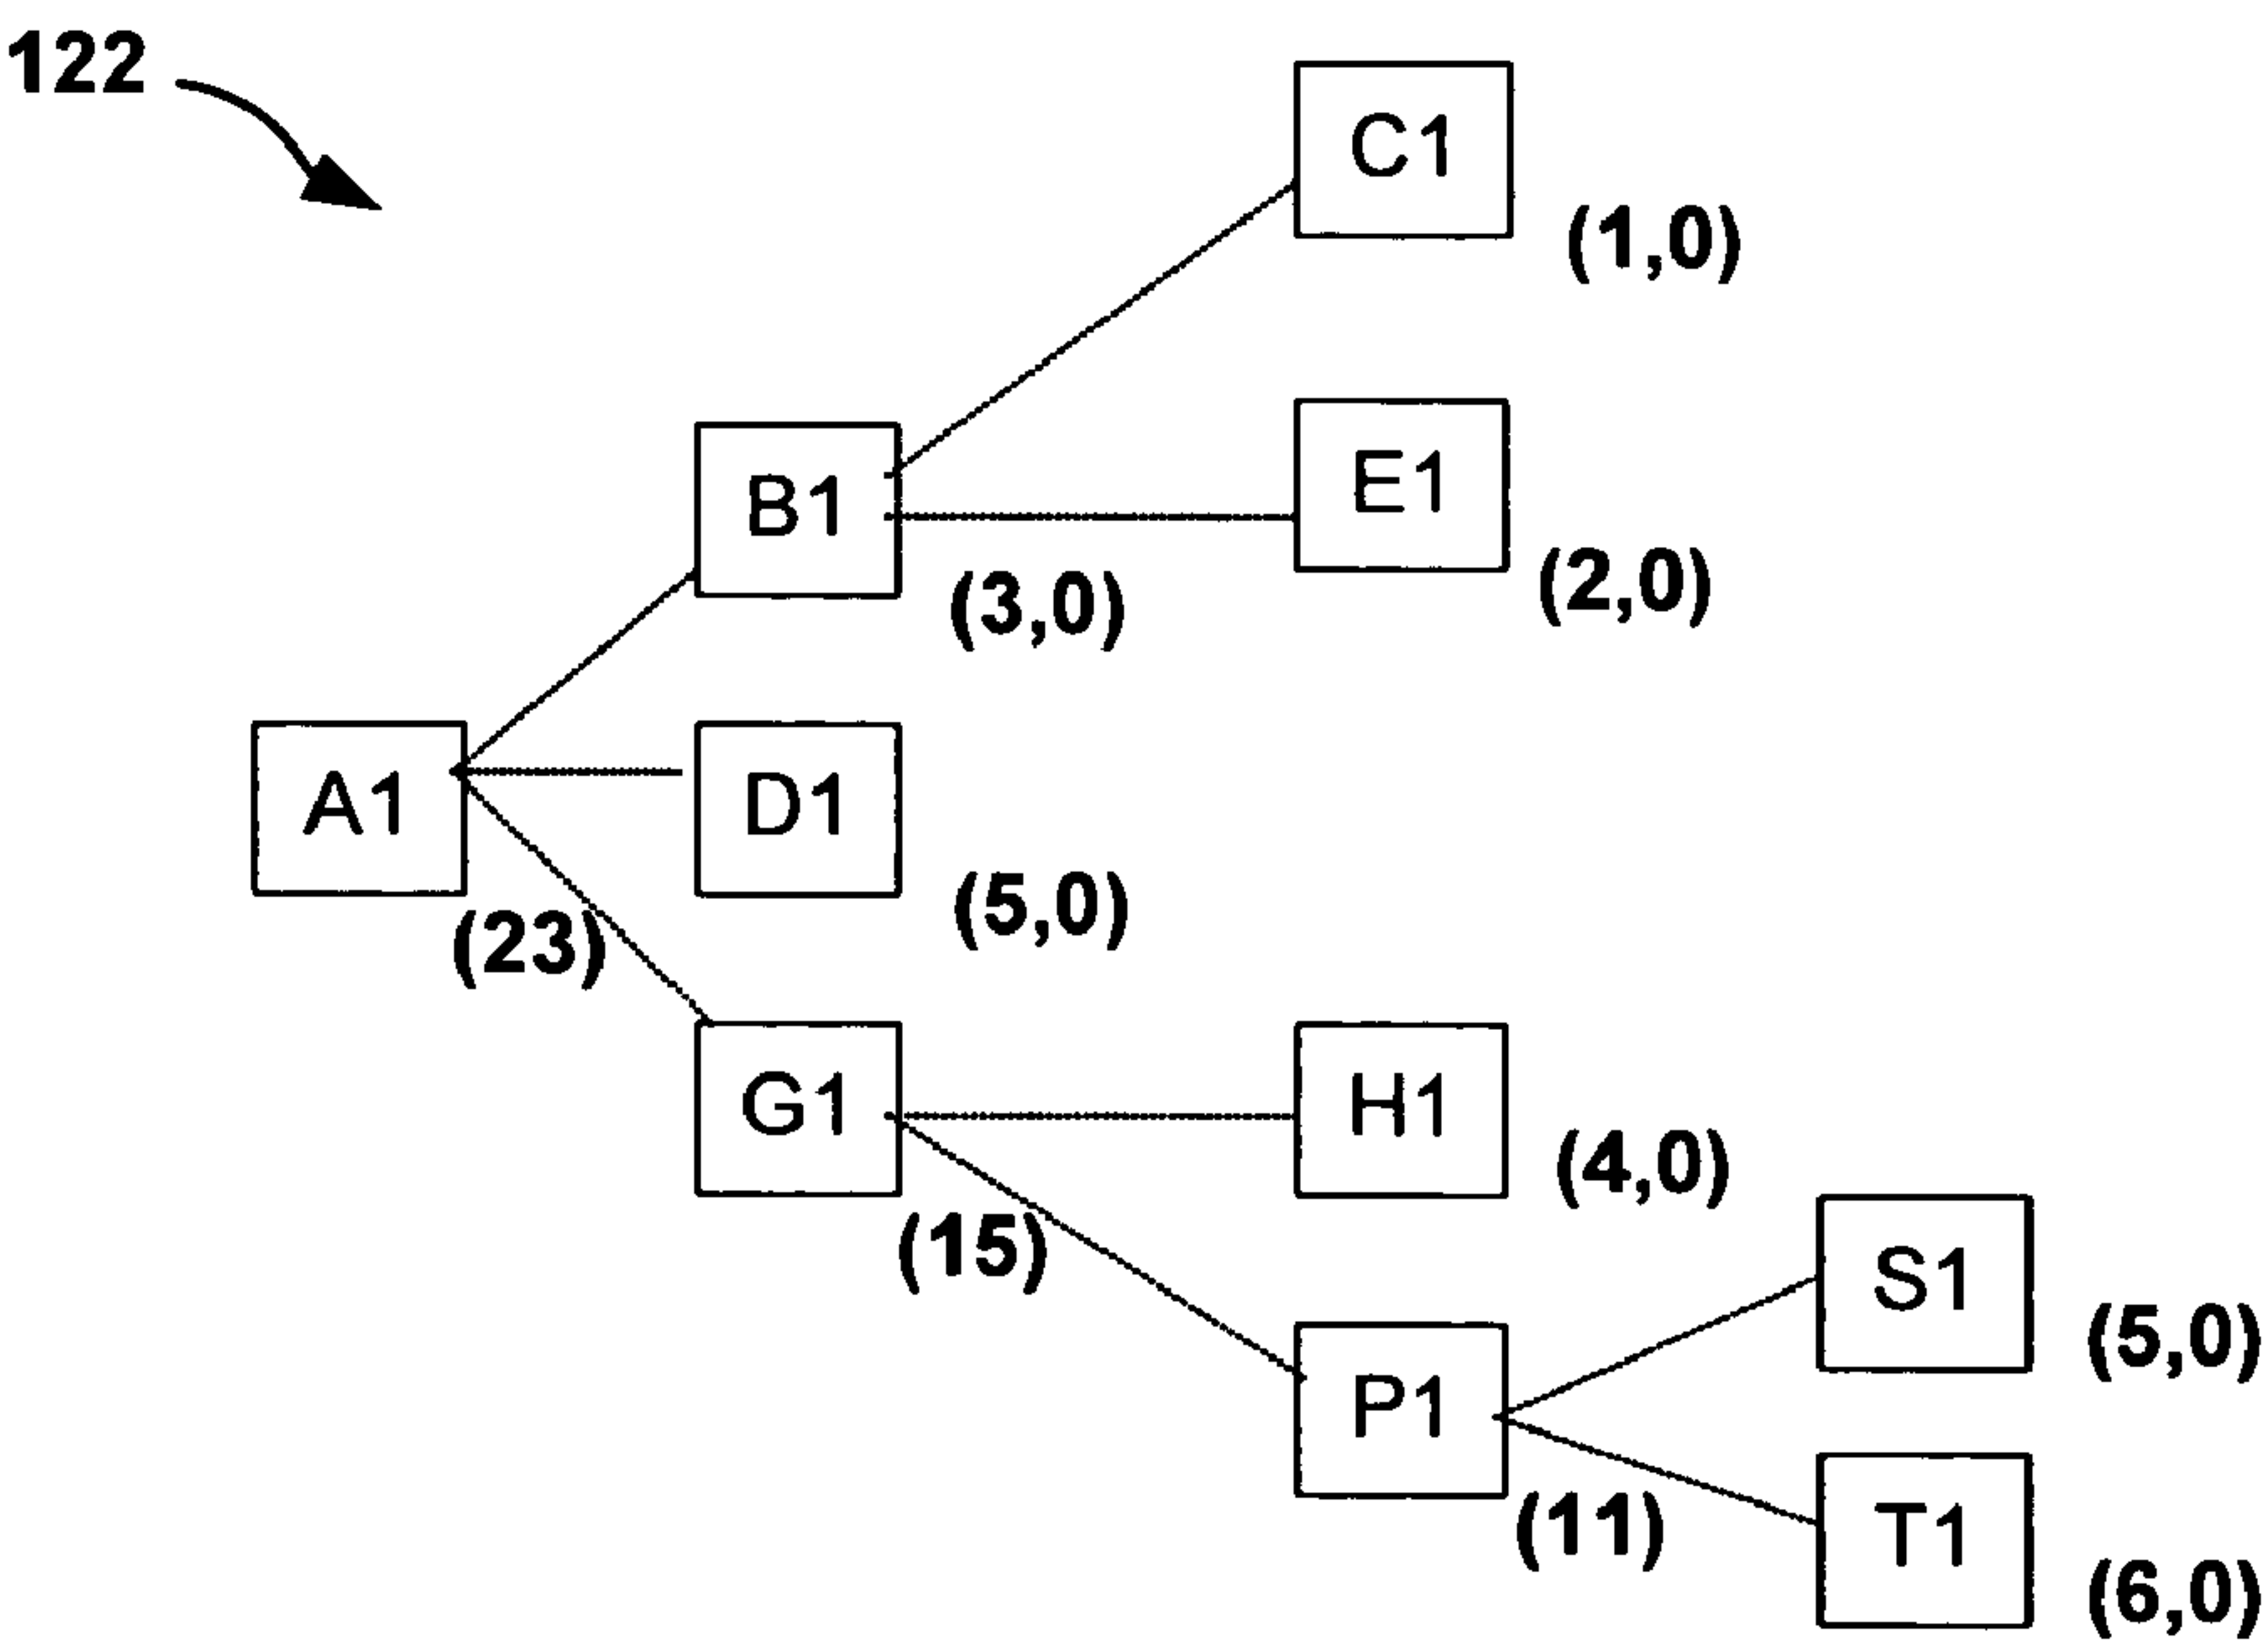 122
C1
(1,0)
E1
(2,0)
B1
(3,0)
A1
(23)
D1
(5,0)
G1
(15)
H1
(4,0)
P1
(11)
S1
(5,0)
T1
(6,0)